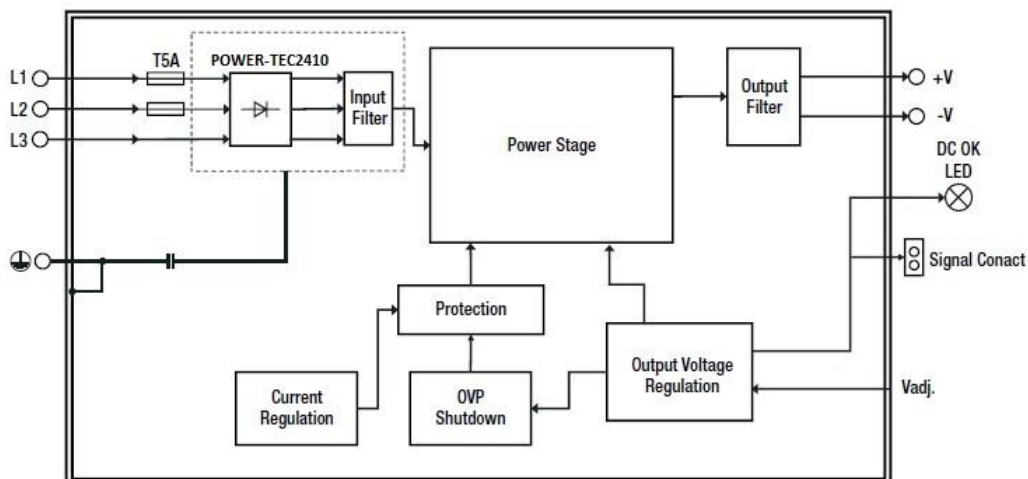 T5A
POWER-TEC2410
L1
L2
L3
Input
Filter
Power Stage
Output
Filter
+V
-V
DC OK
LED
Signal Conact
Protection
Current
Regulation
OVP
Shutdown
Output Voltage
Regulation
Vadj.